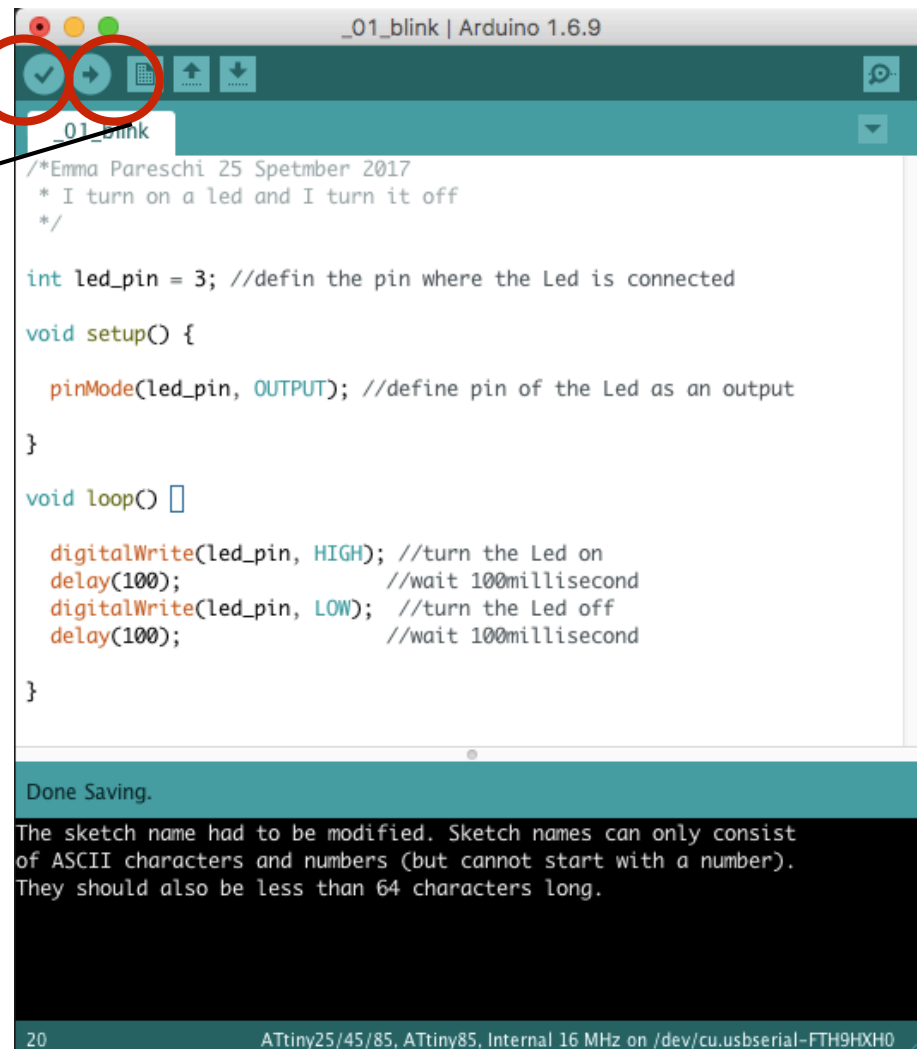 _01_blink | Arduino 1.6.9
_01_blink
/*Emma Pareschi 25 Spetmber 2017
 * I turn on a led and I turn it off
 */
int led_pin = 3; //defin the pin where the Led is connected
void setup() {
  pinMode(led_pin, OUTPUT); //define pin of the Led as an output
}
void loop() {
  digitalWrite(led_pin, HIGH); //turn the Led on
  delay(100);                  //wait 100millisecond
  digitalWrite(led_pin, LOW);  //turn the Led off
  delay(100);                  //wait 100millisecond
}
Done Saving.
The sketch name had to be modified. Sketch names can only consist
of ASCII characters and numbers (but cannot start with a number).
They should also be less than 64 characters long.
20 ATtiny25/45/85, ATtiny85, Internal 16 MHz on /dev/cu.usbserial-FTH9HXH0